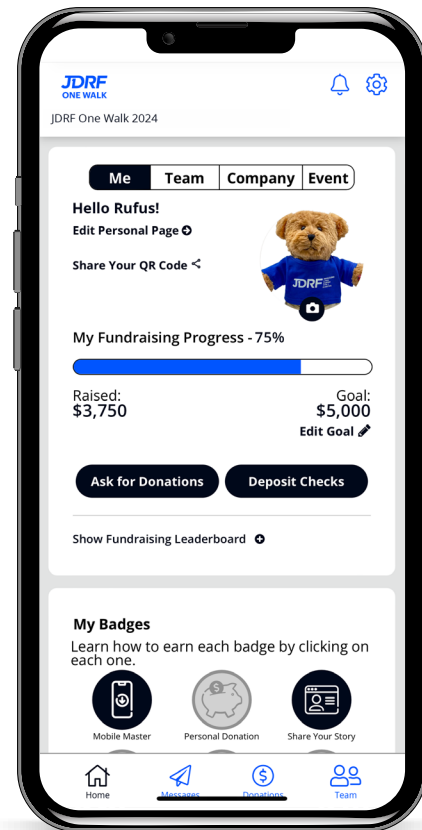 JDRF
ONE WALK
JDRF One Walk 2024
Me Team Company Event
Hello Rufus!
Edit Personal Page
Share Your QR Code
JDRF
My Fundraising Progress - 75%
Raised: Goal:
$3,750 $5,000
Edit Goal
Ask for Donations Deposit Checks
Show Fundraising Leaderboard
My Badges
Learn how to earn each badge by clicking on
each one.
Mobile Master Personal Donation Share Your Story
Home Messages Donations Team